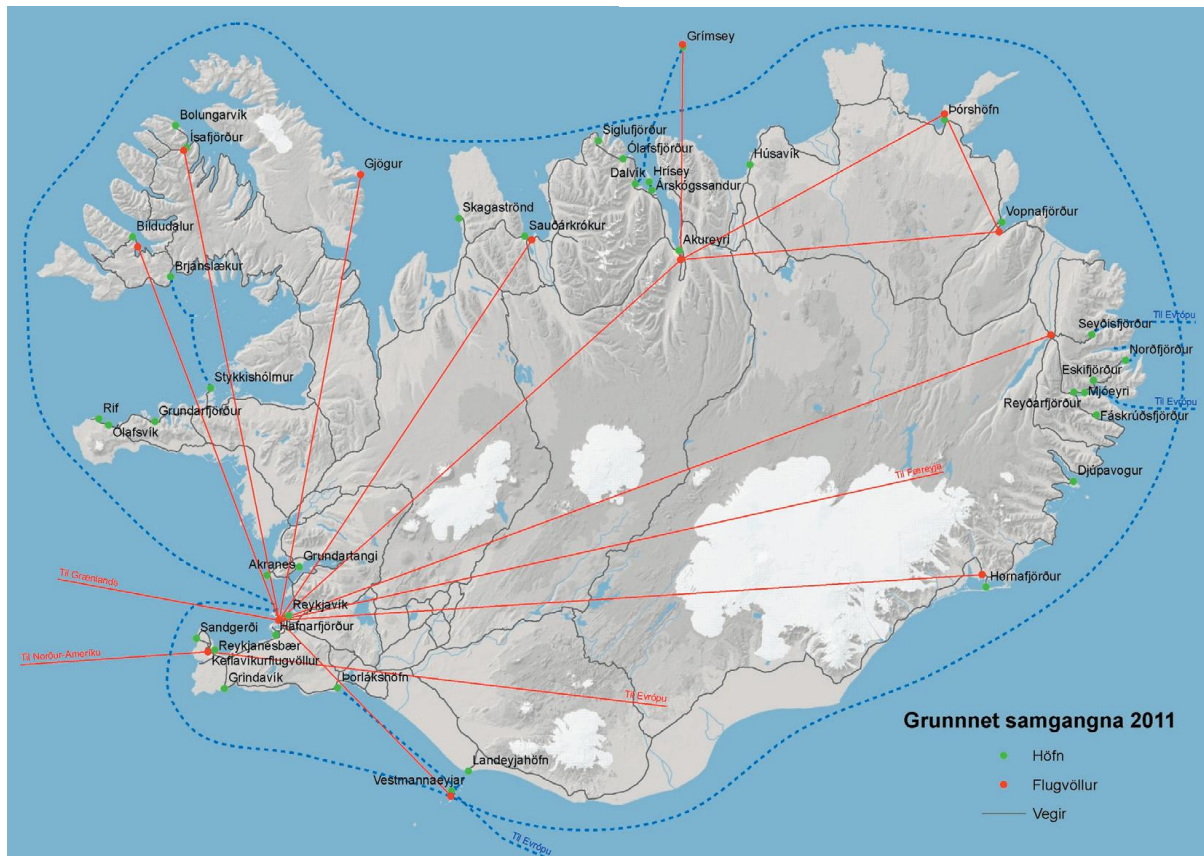 Grímsey
Bolungarvík
Ísafjörður
Gjögur
Siglufjörður
Ólafsfjörður
Dalvík
Hrísey
Árskógssandur
Húsavík
Þórshöfn
Skagaströnd
Sauðárkrókur
Akureyri
Vopnafjörður
Bíldudalur
Brjánslækur
Stykkishólmur
Rif
Ólafsvík
Grundarfjörður
Til Evrópu
Seyðisfjörður
Norðfjörður
Eskifjörður
Mjóeyri
Reyðarfjörður
Til Evrópu
Fáskrúðsfjörður
Djúpavogur
Til Færeyja
Hornafjörður
Akranes
Grundartangi
Til Grænlands
Reykjavík
Hafnarfjörður
Sandgerði
Reykjanesbær
Keflavíkurflugvöllur
Til Norður-Ameríku
Grindavík
Þorlákshöfn
Til Evrópu
Landeyjahöfn
Vestmannaeyjar
Til Evrópu
Grunnnet samgangna 2011
Höfn
Flugvöllur
Vegir